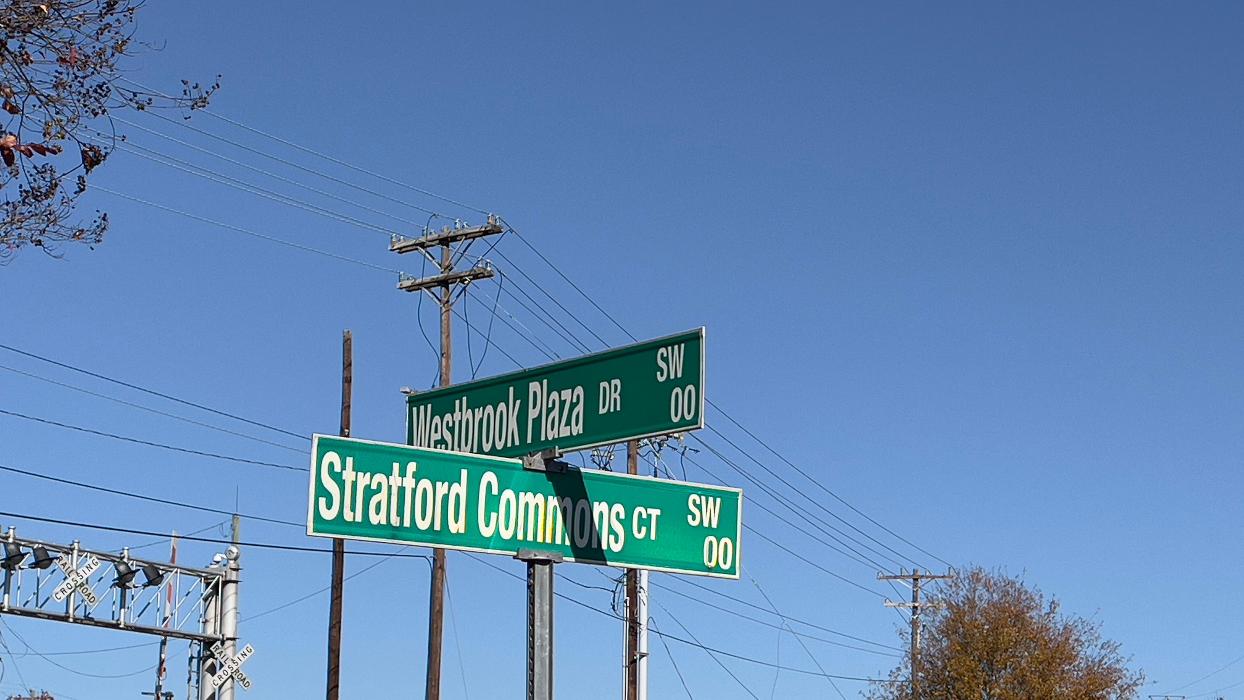 Westbrook Plaza DR SW
00
Stratford Commons CT SW
00
RAILROAD
CROSSING
RAILROAD
CROSSING